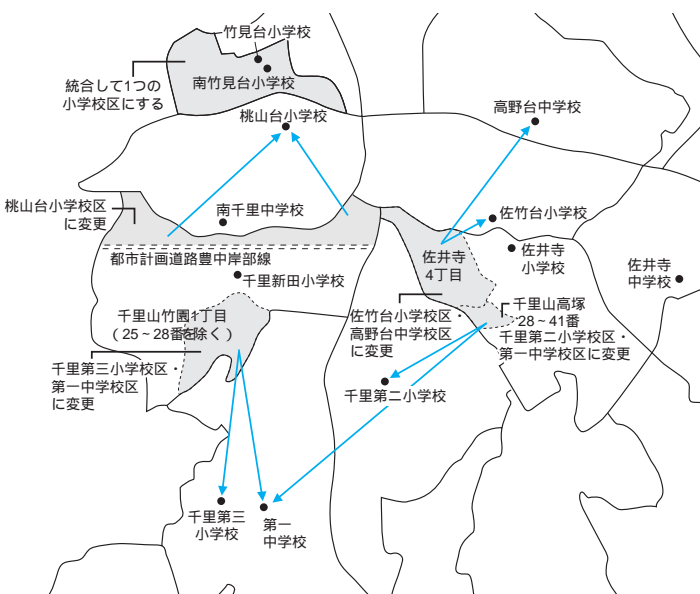 竹見台小学校
南竹見台小学校
統合して1つの
小学校区にする
桃山台小学校
高野台中学校
桃山台小学校区
に変更
南千里中学校
佐竹台小学校
都市計画道路豊中岸部線
千里新田小学校
佐井寺
4丁目
佐井寺
小学校
佐井寺
中学校
千里山竹園1丁目
(25~28番を除く)
佐竹台小学校区・
高野台中学校区
に変更
千里山高塚
28~41番
千里第二小学校区・
第一中学校区に変更
千里第三小学校区・
第一中学校区
に変更
千里第二小学校
千里第三
小学校
第一
中学校